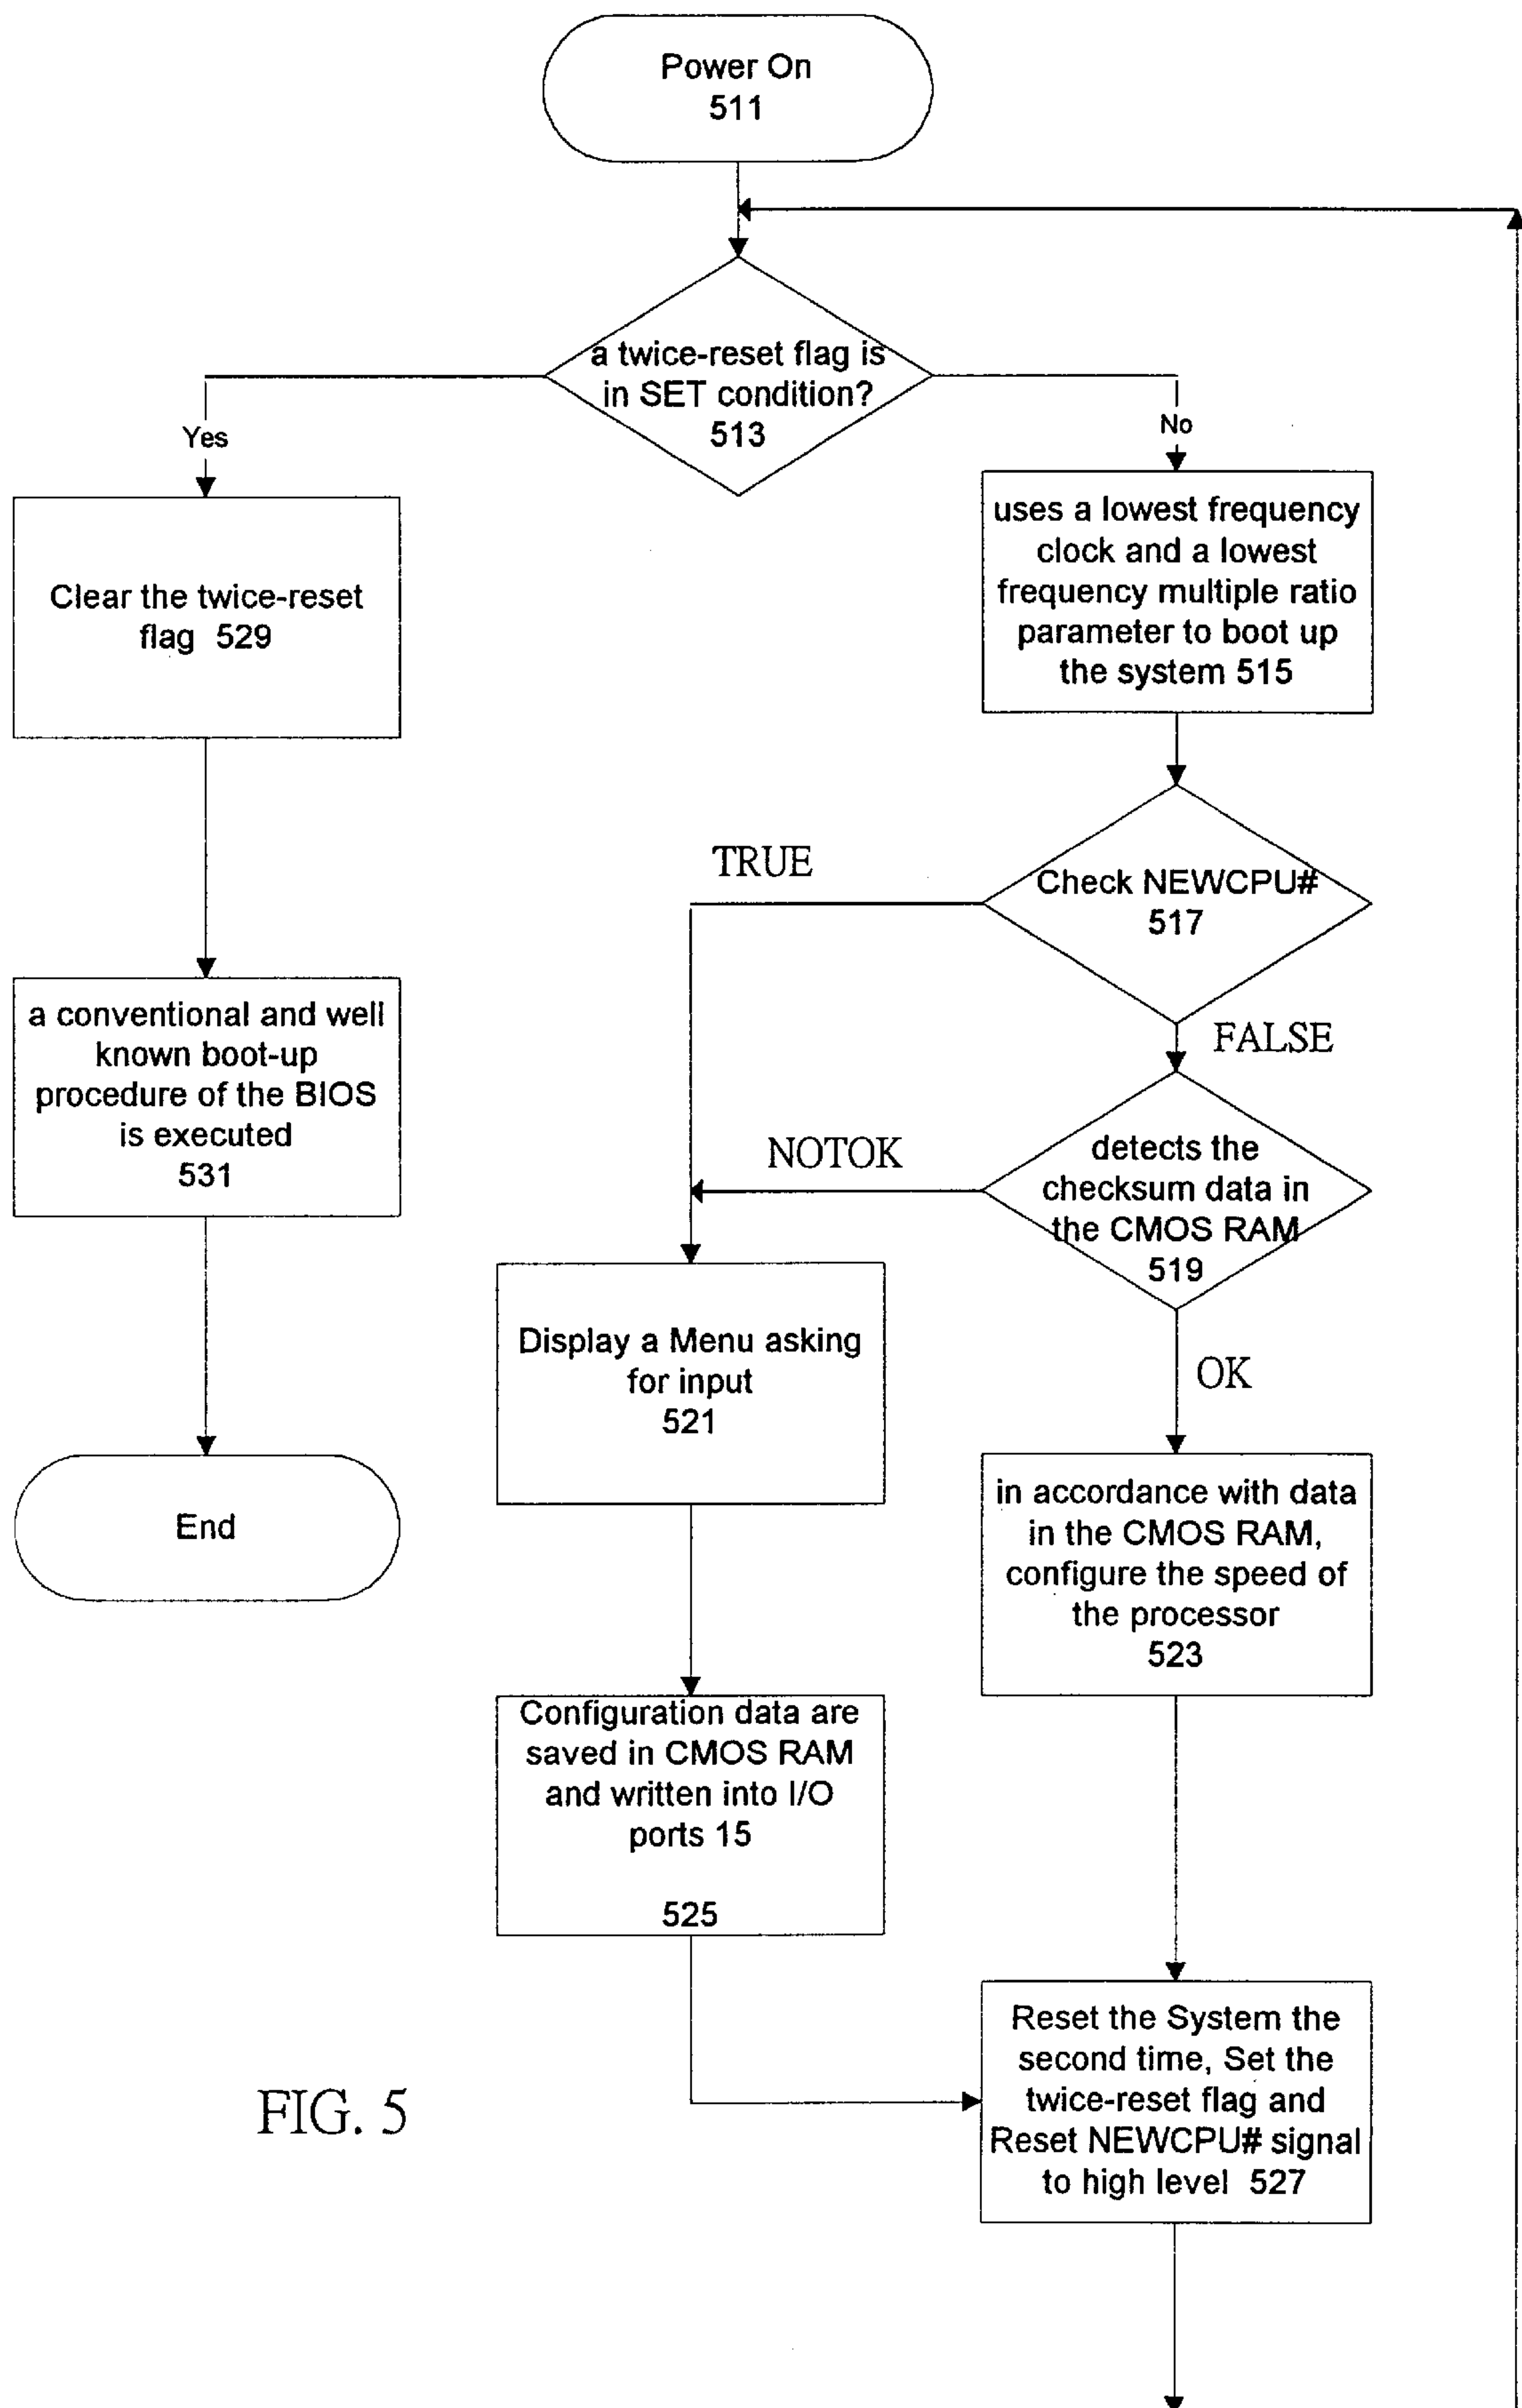 Power On
511
a twice-reset flag is
in SET condition?
513
Yes
No
Clear the twice-reset
flag 529
uses a lowest frequency
clock and a lowest
frequency multiple ratio
parameter to boot up
the system 515
TRUE
Check NEWCPU#
517
FALSE
a conventional and well
known boot-up
procedure of the BIOS
is executed
531
NOTOK
detects the
checksum data in
the CMOS RAM
519
Display a Menu asking
for input
521
OK
End
in accordance with data
in the CMOS RAM,
configure the speed of
the processor
523
Configuration data are
saved in CMOS RAM
and written into I/O
ports 15
525
Reset the System the
second time, Set the
twice-reset flag and
Reset NEWCPU# signal
to high level 527
FIG. 5